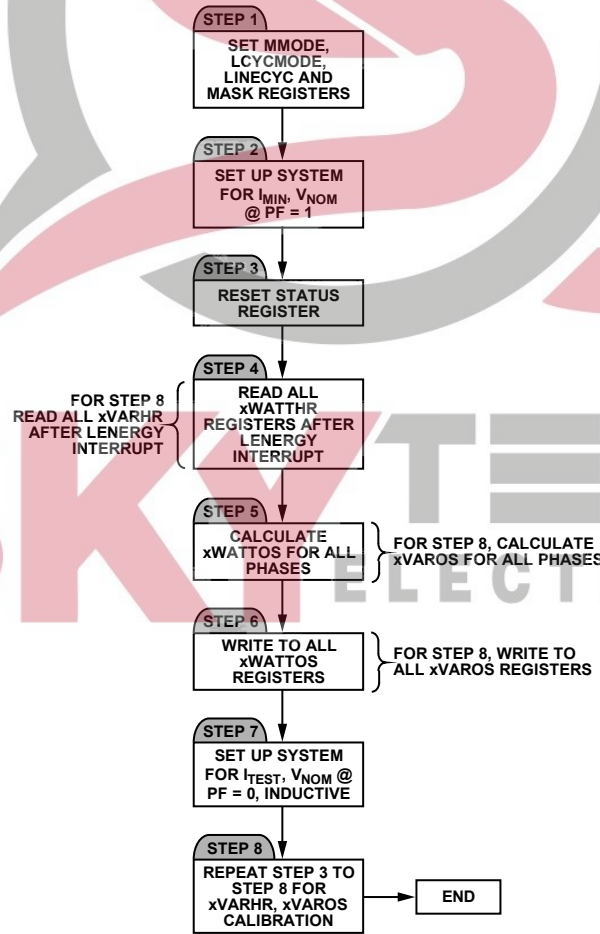 STEP 1
SET MMODE,
LCYCMODE,
LINECYC AND
MASK REGISTERS
STEP 2
SET UP SYSTEM
FOR IMIN, VNOM
@ PF = 1
STEP 3
RESET STATUS
REGISTER
STEP 4
READ ALL
xWATTHR
REGISTERS AFTER
LENERGY
INTERRUPT
FOR STEP 8
READ ALL xVARHR
AFTER LENERGY
INTERRUPT
STEP 5
CALCULATE
xWATTOS FOR ALL
PHASES
FOR STEP 8, CALCULATE
xVAROS FOR ALL PHASES
STEP 6
WRITE TO ALL
xWATTOS
REGISTERS
FOR STEP 8, WRITE TO
ALL xVAROS REGISTERS
STEP 7
SET UP SYSTEM
FOR ITEST, VNOM @
PF = 0, INDUCTIVE
STEP 8
REPEAT STEP 3 TO
STEP 8 FOR
xVARHR, xVAROS
CALIBRATION
END